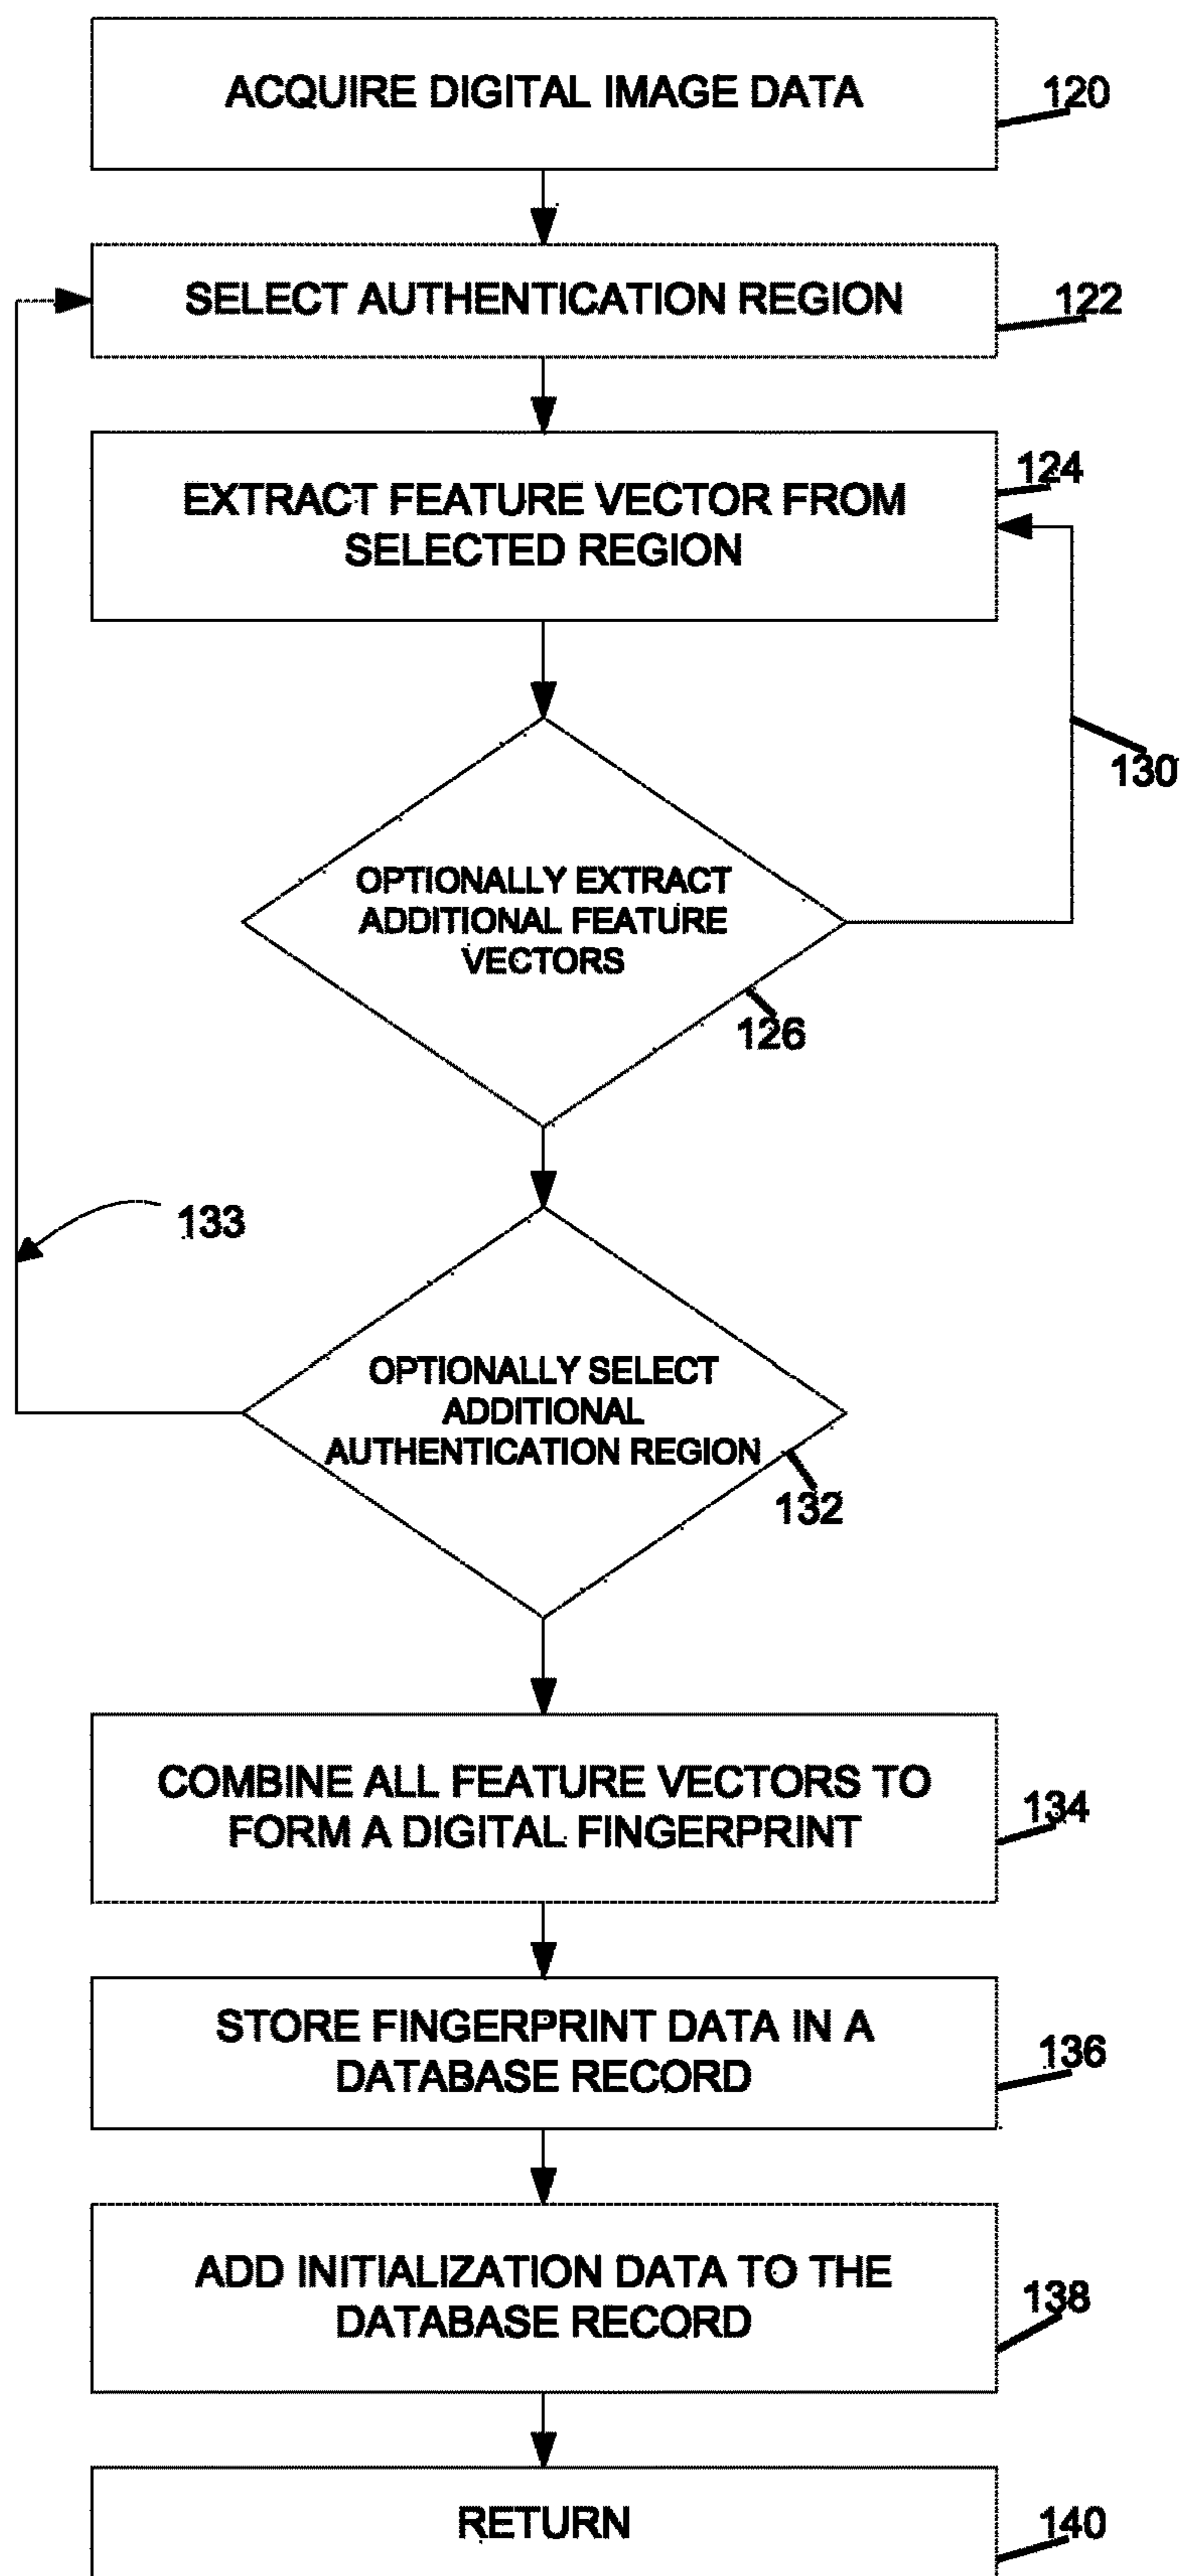 ACQUIRE DIGITAL IMAGE DATA
120
SELECT AUTHENTICATION REGION
122
EXTRACT FEATURE VECTOR FROM
SELECTED REGION
124
130
OPTIONALLY EXTRACT
ADDITIONAL FEATURE
VECTORS
126
133
OPTIONALLY SELECT
ADDITIONAL
AUTHENTICATION REGION
132
COMBINE ALL FEATURE VECTORS TO
FORM A DIGITAL FINGERPRINT
134
STORE FINGERPRINT DATA IN A
DATABASE RECORD
136
ADD INITIALIZATION DATA TO THE
DATABASE RECORD
138
RETURN
140